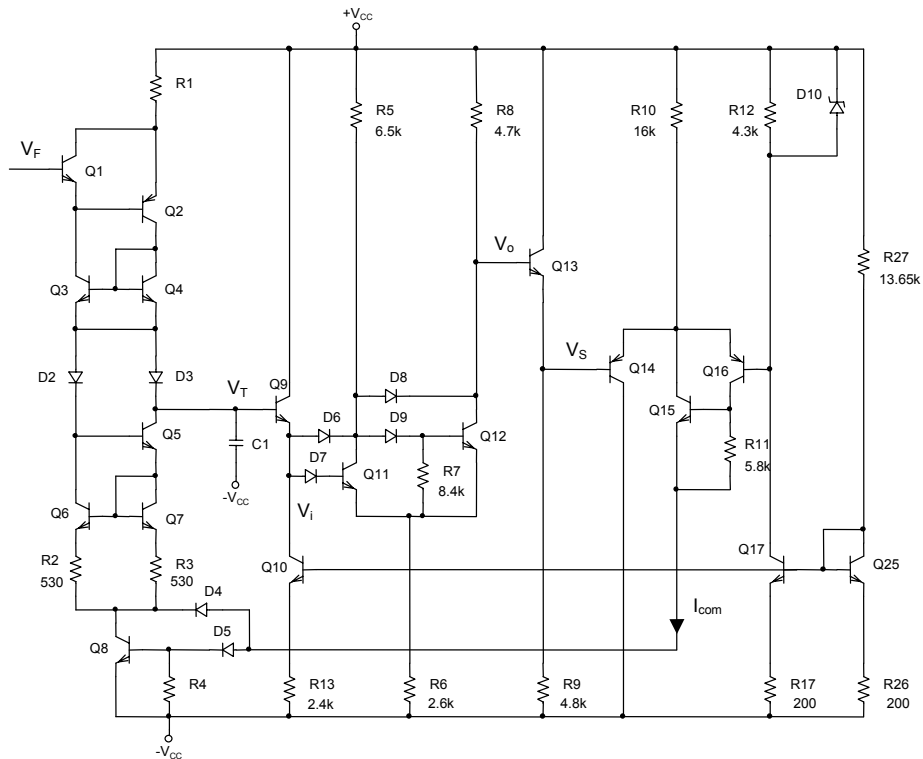 +VCC
R1
R5
6.5k
R8
4.7k
R10
16k
R12
4.3k
D10
VF
Q1
Q2
Vo
Q13
R27
13.65k
Q3
Q4
D2
D3
VT
Q9
D8
VS
Q14
Q16
D6
D9
Q15
Q5
C1
-VCC
D7
Q11
Q12
R7
8.4k
R11
5.8k
Vi
Q6
Q7
R2
530
R3
530
Q10
Q17
Q25
D4
Icom
Q8
D5
R4
R13
2.4k
R6
2.6k
R9
4.8k
R17
200
R26
200
-VCC